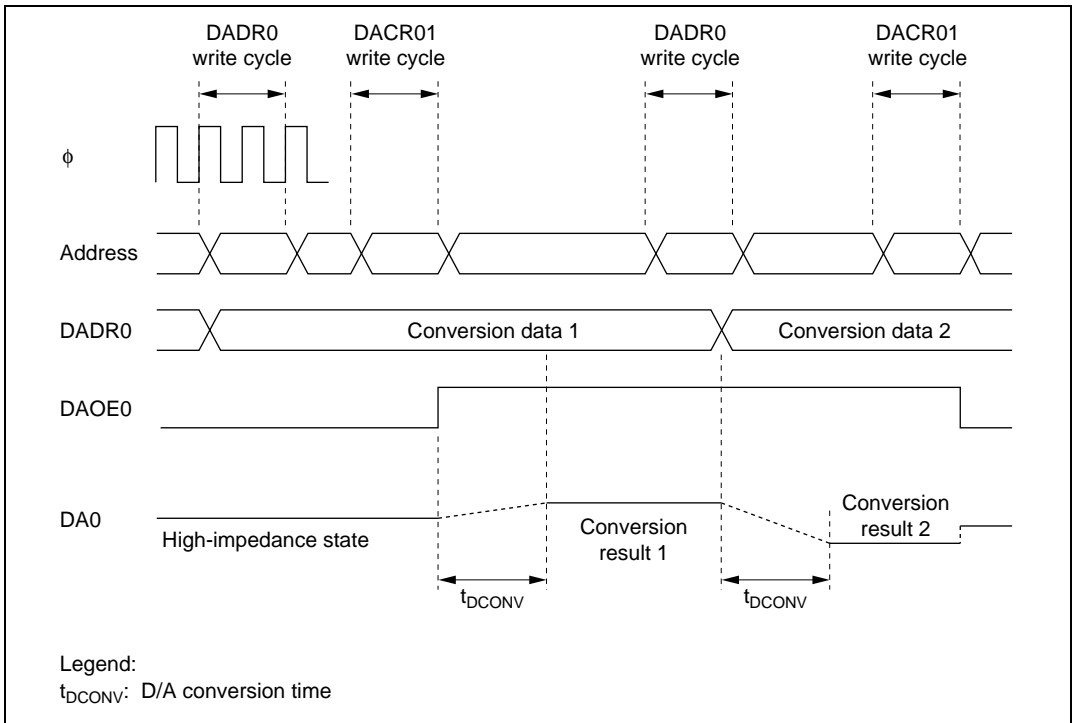 DADR0 write cycle
DACR01 write cycle
DADR0 write cycle
DACR01 write cycle
φ
Address
DADR0
Conversion data 1
Conversion data 2
DAOE0
DA0
High-impedance state
Conversion result 1
Conversion result 2
tDCONV
tDCONV
Legend:
tDCONV: D/A conversion time